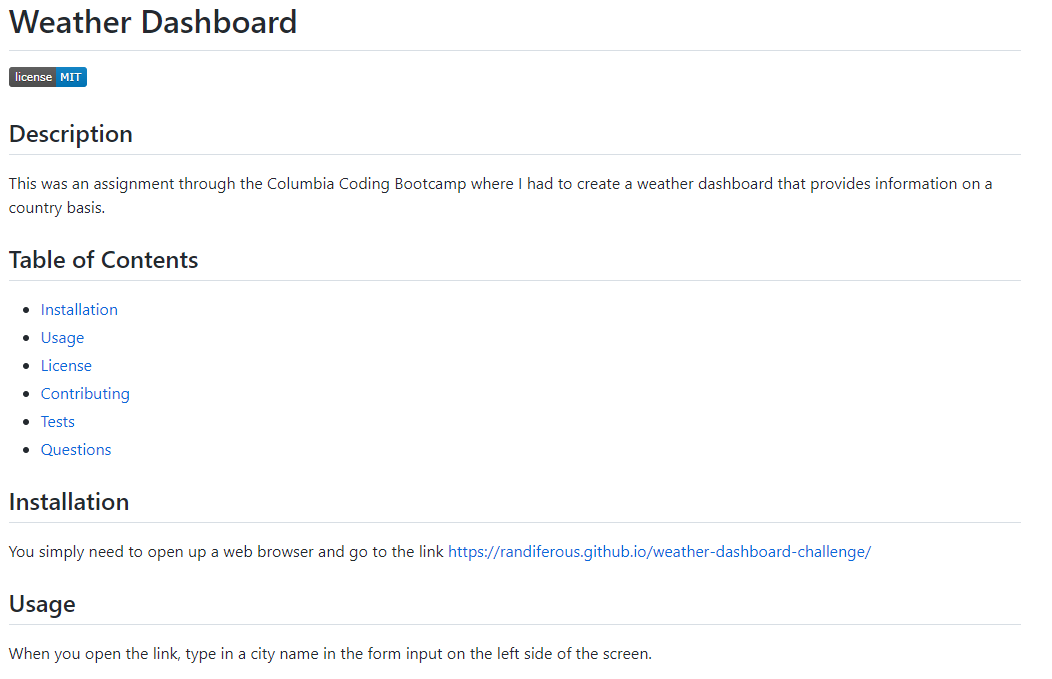 Weather Dashboard
license MIT
Description
This was an assignment through the Columbia Coding Bootcamp where I had to create a weather dashboard that provides information on a
country basis.
Table of Contents
Installation
Usage
License
Contributing
Tests
Questions
Installation
You simply need to open up a web browser and go to the link https://randiferous.github.io/weather-dashboard-challenge/
Usage
When you open the link, type in a city name in the form input on the left side of the screen.